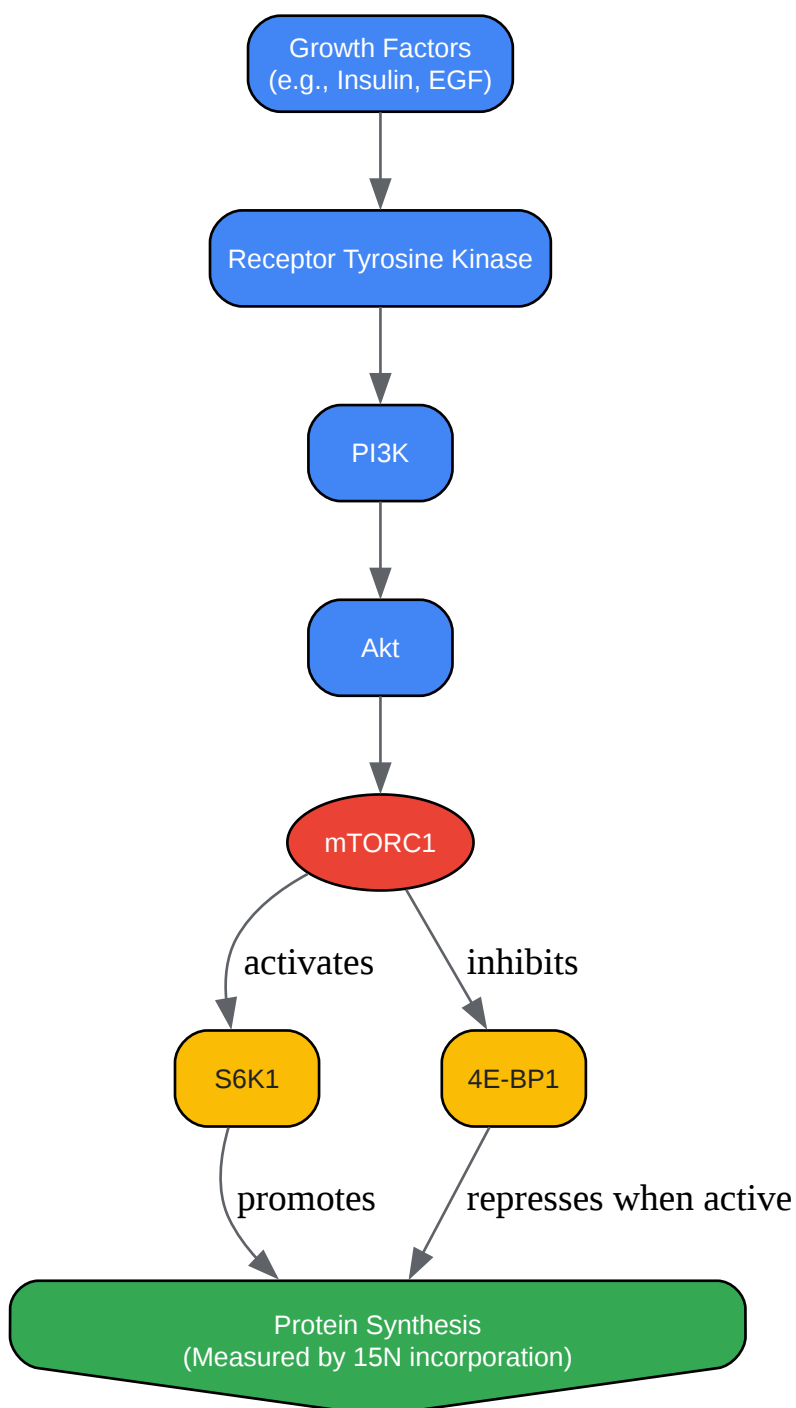 Growth Factors
(e.g., Insulin, EGF)
Receptor Tyrosine Kinase
PI3K
Akt
mTORC1
activates
inhibits
S6K1
4E-BP1
promotes
represses when active
Protein Synthesis
(Measured by 15N incorporation)